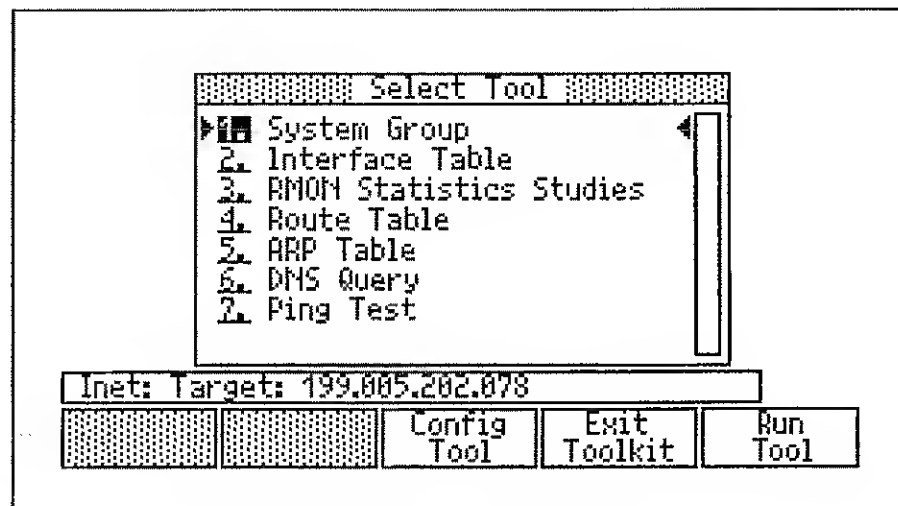 Select Tool
1. System Group
2. Interface Table
3. RMON Statistics Studies
4. Route Table
5. ARP Table
6. DNS Query
7. Ping Test
Inet: Target: 199.005.202.078
Config Tool
Exit Toolkit
Run Tool